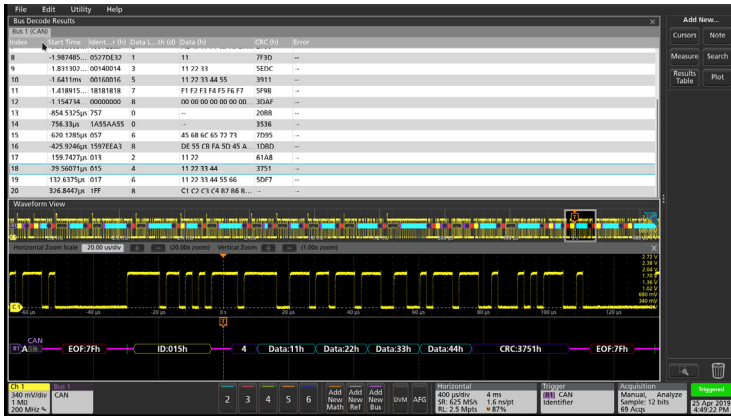 File Edit Utility Help
Bus Decode Results
Bus 1 (CAN)
Index Start Time Ident...r (h) Data L...th (d) Data (h) CRC (h) Error
8 -1.987485... 0527DE32 1 11 7F3D --
9 -1.831302... 00140014 3 11 22 33 5EDC --
10 -1.6411ms 00160016 5 11 22 33 44 55 3911 --
11 -1.418915... 18181818 7 F1 F2 F3 F4 F5 F6 F7 5F9B --
12 -1.154734... 00000000 8 00 00 00 00 00 00 00... 3DAF --
13 -854.5325µs 757 0 -- 20BB --
14 -756.33µs 1A55AA55 0 -- 3536 --
15 -620.1285µs 057 6 45 68 6C 65 72 73 7D95 --
16 -425.9246µs 1597EEA3 8 DE 55 CB FA 5D 45 A... 1DBD --
17 -159.7427µs 013 2 11 22 61A8 --
18 -29.56071µs 015 4 11 22 33 44 3751 --
19 132.6375µs 017 6 11 22 33 44 55 66 5DF7 --
20 326.8447µs 1FF 8 C1 C2 C3 C4 B7 B6 B... -- --
Waveform View
Horizontal Zoom Scale 20.00 us/div (20.00x zoom) Vertical Zoom (1.00x zoom)
2.72 V
2.38 V
2.04 V
1.70 V
1.36 V
1.02 V
680 mV
340 mV
C1
-60 µs -40 µs -20 µs 0 s 20 µs 40 µs 60 µs 80 µs 100 µs 120 µs
CAN
B1 EOF:7Fh ID:015h 4 Data:11h Data:22h Data:33h Data:44h CRC:3751h EOF:7Fh
Add New...
Cursors Note
Measure Search
Results Table Plot
Ch 1
340 mV/div
1 MΩ
200 MHz
Bus 1
CAN
2 3 4 5 6
Add New Math
Add New Ref
Add New Bus
DVM AFG
Horizontal
400 µs/div 4 ms
SR: 625 MS/s 1.6 ns/pt
RL: 2.5 Mpts 87%
Trigger
B1 CAN
Identifier
Acquisition
Manual, Analyze
Sample: 12 bits
69 Acqs
Triggered
25 Apr 2019
4:49:22 PM